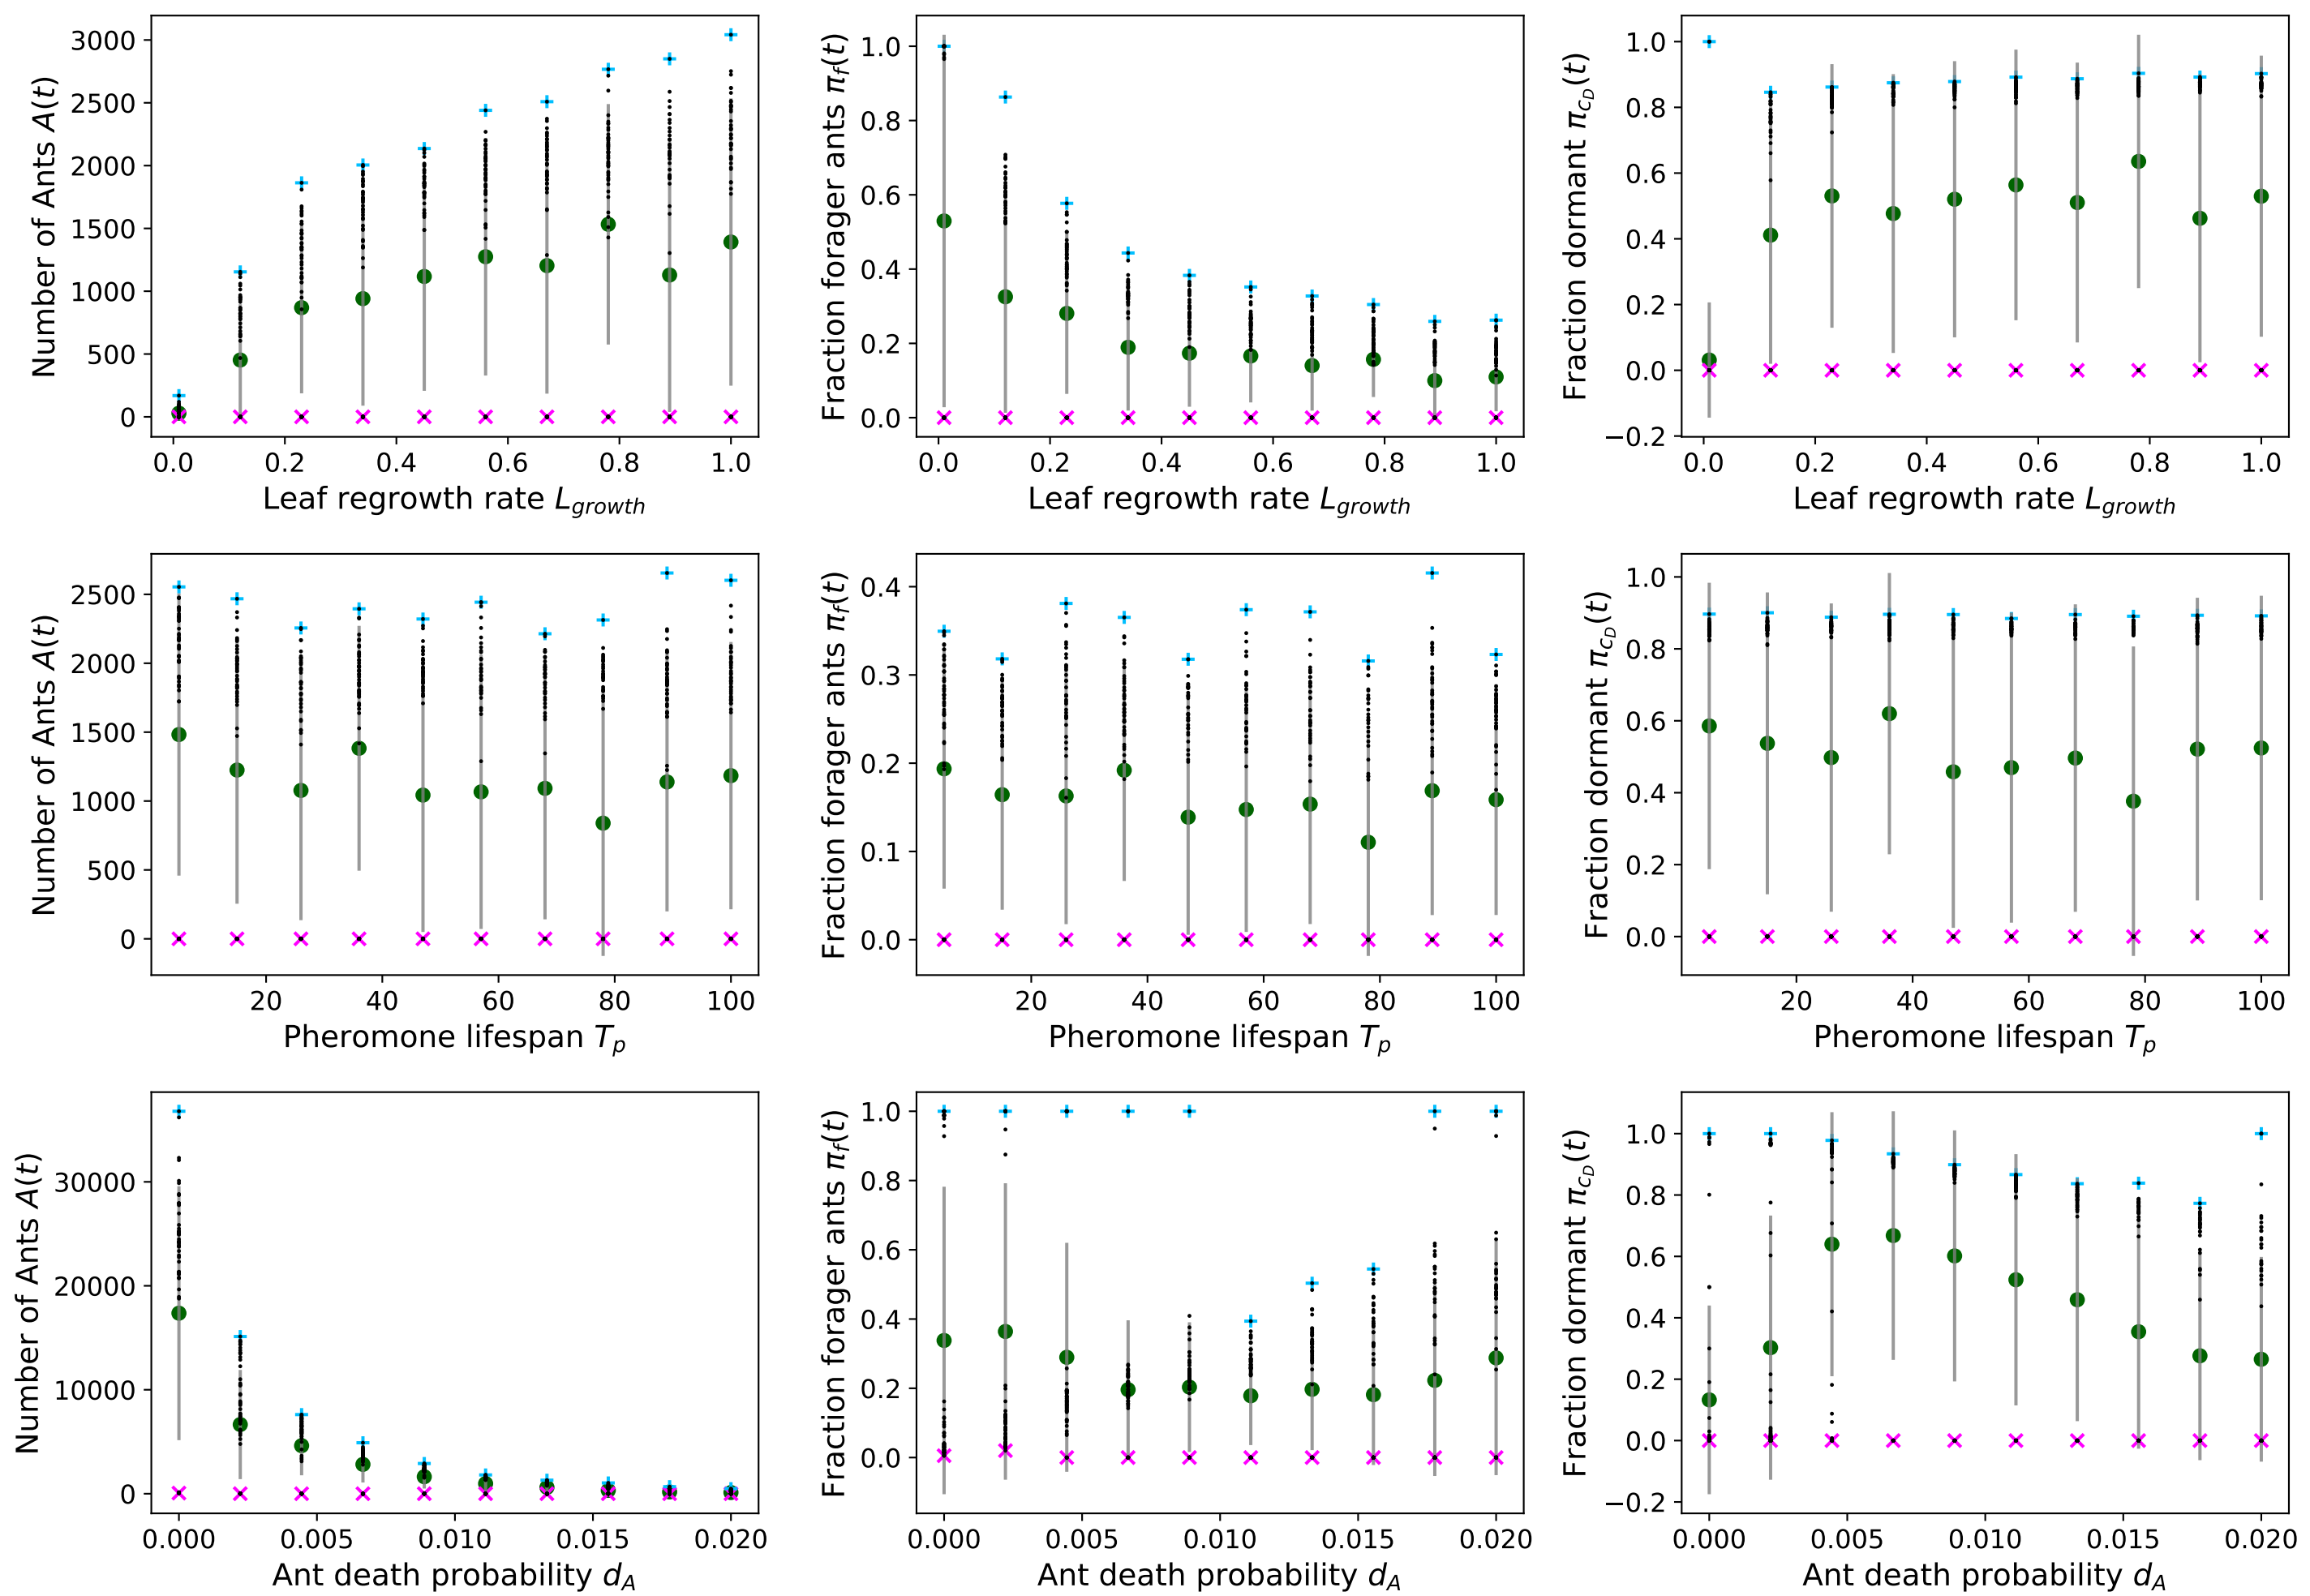 Number of Ants A(t)
3000
2500
2000
1500
1000
500
0
0.0 0.2 0.4 0.6 0.8 1.0
Leaf regrowth rate L_growth
Fraction forager ants π_f(t)
1.0
0.8
0.6
0.4
0.2
0.0
0.0 0.2 0.4 0.6 0.8 1.0
Leaf regrowth rate L_growth
Fraction dormant π_{C_D}(t)
1.0
0.8
0.6
0.4
0.2
0.0
−0.2
0.0 0.2 0.4 0.6 0.8 1.0
Leaf regrowth rate L_growth
Number of Ants A(t)
2500
2000
1500
1000
500
0
20 40 60 80 100
Pheromone lifespan T_p
Fraction forager ants π_f(t)
0.4
0.3
0.2
0.1
0.0
20 40 60 80 100
Pheromone lifespan T_p
Fraction dormant π_{C_D}(t)
1.0
0.8
0.6
0.4
0.2
0.0
20 40 60 80 100
Pheromone lifespan T_p
Number of Ants A(t)
30000
20000
10000
0
0.000 0.005 0.010 0.015 0.020
Ant death probability d_A
Fraction forager ants π_f(t)
1.0
0.8
0.6
0.4
0.2
0.0
0.000 0.005 0.010 0.015 0.020
Ant death probability d_A
Fraction dormant π_{C_D}(t)
1.0
0.8
0.6
0.4
0.2
0.0
−0.2
0.000 0.005 0.010 0.015 0.020
Ant death probability d_A